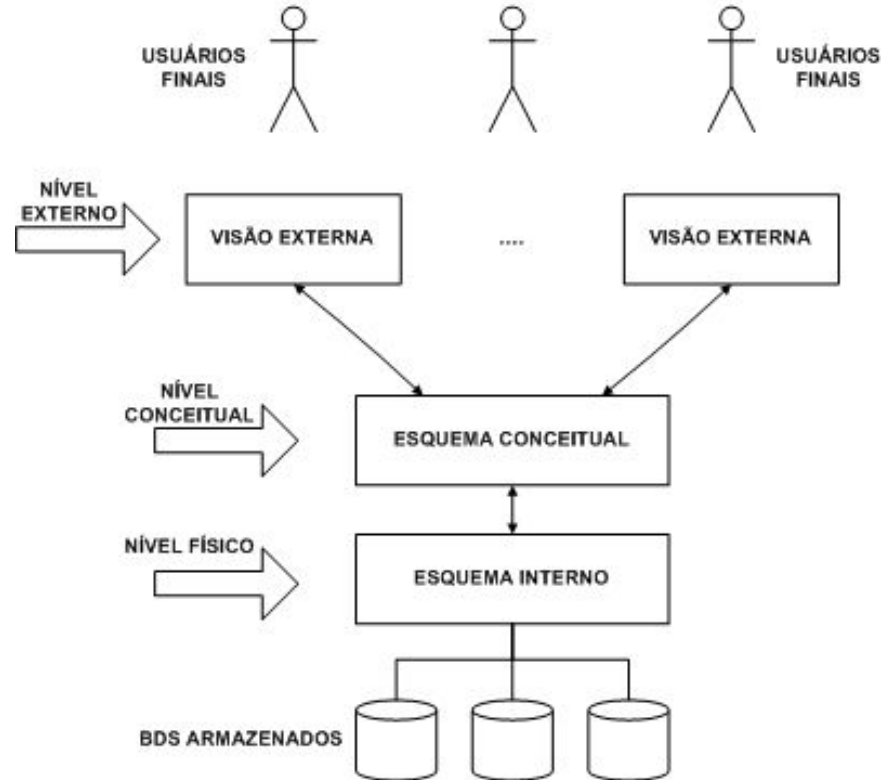 USUÁRIOS
FINAIS
USUÁRIOS
FINAIS
NÍVEL
EXTERNO
VISÃO EXTERNA
....
VISÃO EXTERNA
NÍVEL
CONCEITUAL
ESQUEMA CONCEITUAL
NÍVEL FÍSICO
ESQUEMA INTERNO
BDS ARMAZENADOS